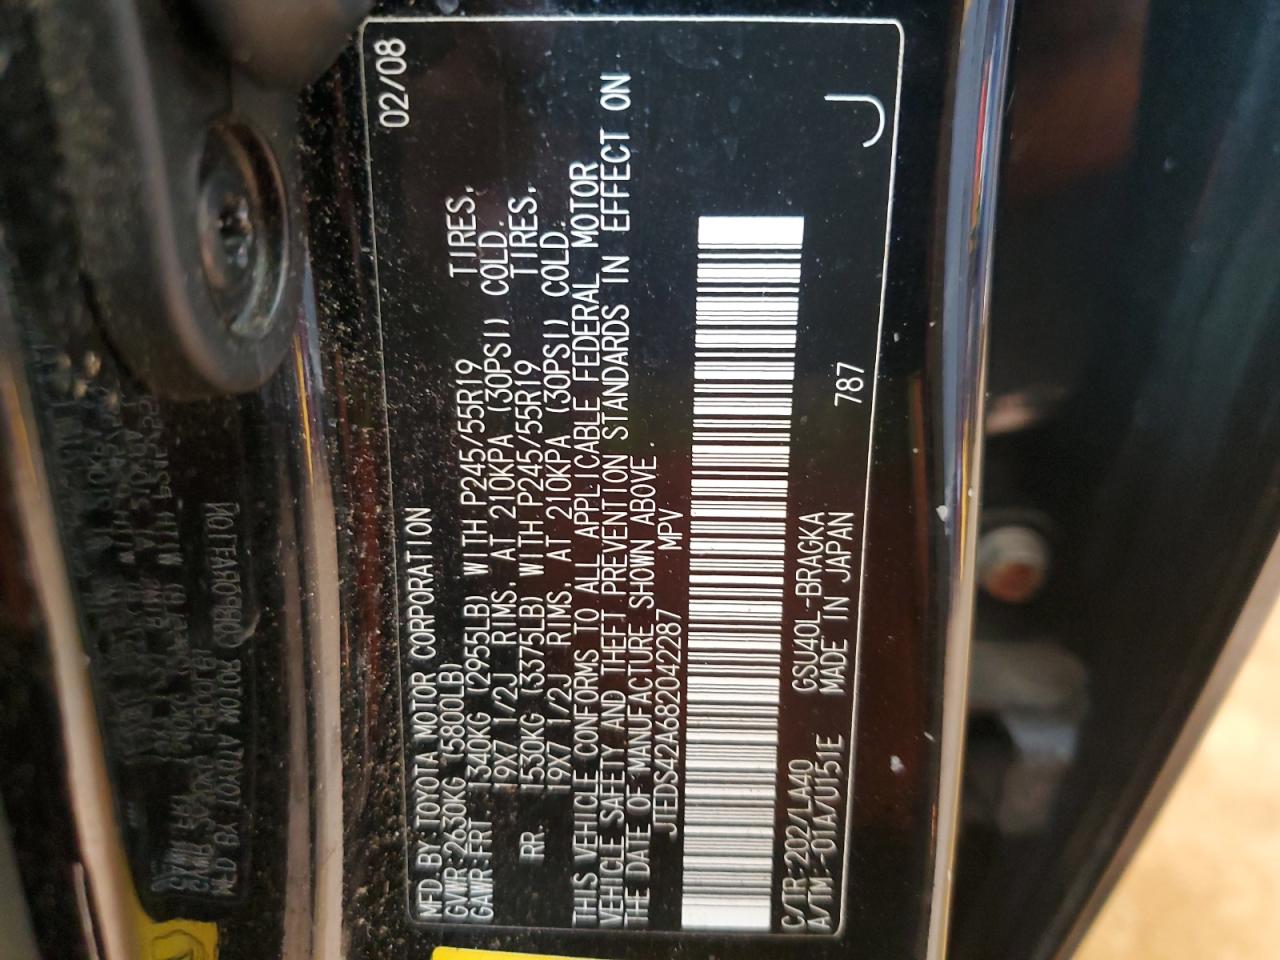 MFD. BY: TOYOTA MOTOR CORPORATION 02/08
GVWR: 2630KG (5800LB)
GAWR: FRT 1340KG (2955LB) WITH P245/55R19 TIRES,
19X7 1/2J RIMS, AT 210KPA (30PSI) COLD.
RR. 1530KG (3375LB) WITH P245/55R19 TIRES,
19X7 1/2J RIMS, AT 210KPA (30PSI) COLD.
THIS VEHICLE CONFORMS TO ALL APPLICABLE FEDERAL MOTOR
VEHICLE SAFETY AND THEFT PREVENTION STANDARDS IN EFFECT ON
THE DATE OF MANUFACTURE SHOWN ABOVE.
JTEDS42A682042287 MPV
C/TR: 202/LA40 GSU40L-BRAGKA
A/TM: -01A/U151E MADE IN JAPAN 787 J